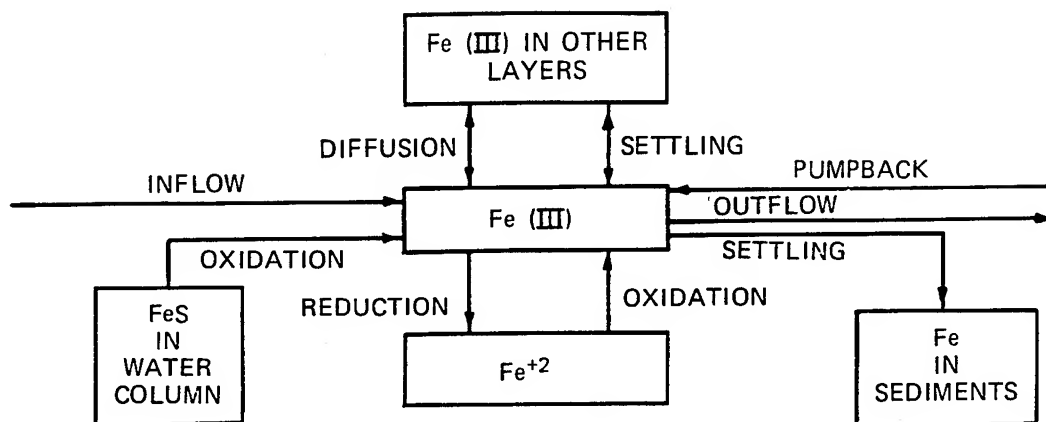 Fe (III) IN OTHER
LAYERS
DIFFUSION
SETTLING
INFLOW
PUMPBACK
Fe (III)
OUTFLOW
OXIDATION
SETTLING
REDUCTION
OXIDATION
FeS
IN
WATER
COLUMN
Fe+2
Fe
IN
SEDIMENTS